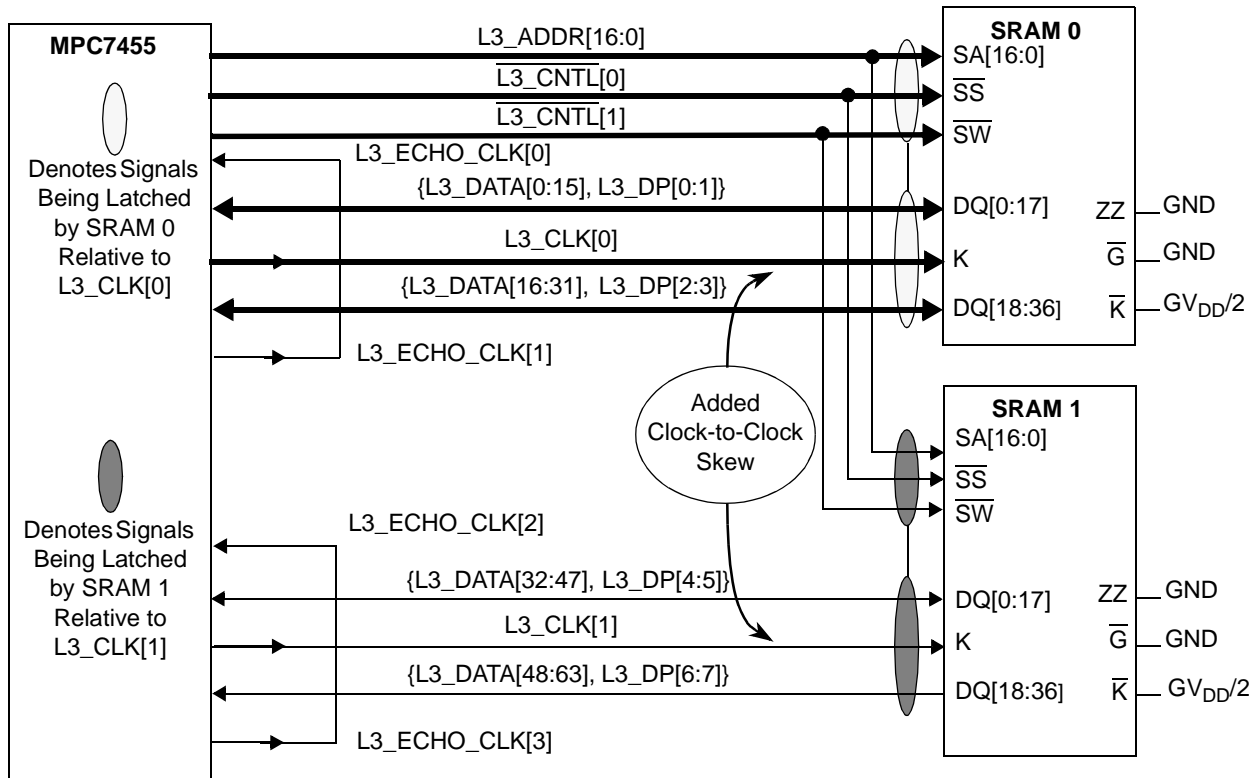 MPC7455
Denotes Signals
Being Latched
by SRAM 0
Relative to
L3_CLK[0]
Denotes Signals
Being Latched
by SRAM 1
Relative to
L3_CLK[1]
L3_ADDR[16:0]
L3_CNTL[0]
L3_CNTL[1]
L3_ECHO_CLK[0]
{L3_DATA[0:15], L3_DP[0:1]}
L3_CLK[0]
{L3_DATA[16:31], L3_DP[2:3]}
L3_ECHO_CLK[1]
Added
Clock-to-Clock
Skew
L3_ECHO_CLK[2]
{L3_DATA[32:47], L3_DP[4:5]}
L3_CLK[1]
{L3_DATA[48:63], L3_DP[6:7]}
L3_ECHO_CLK[3]
SRAM 0
SA[16:0]
SS
SW
DQ[0:17]
ZZ GND
K
G GND
DQ[18:36]
K GVDD/2
SRAM 1
SA[16:0]
SS
SW
DQ[0:17]
ZZ GND
K
G GND
DQ[18:36]
K GVDD/2